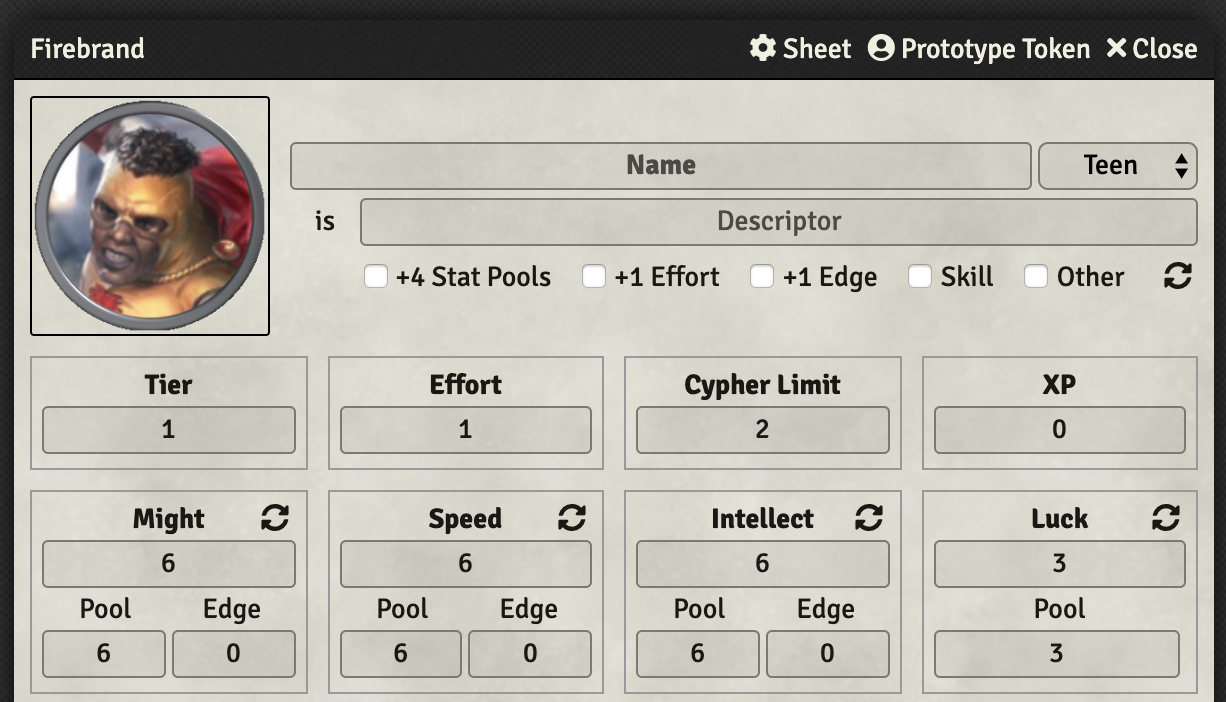 Firebrand Sheet Prototype Token Close
Name Teen
is Descriptor
+4 Stat Pools +1 Effort +1 Edge Skill Other
Tier Effort Cypher Limit XP
1 1 2 0
Might Speed Intellect Luck
6 6 6 3
Pool Edge Pool Edge Pool Edge Pool
6 0 6 0 6 0 3